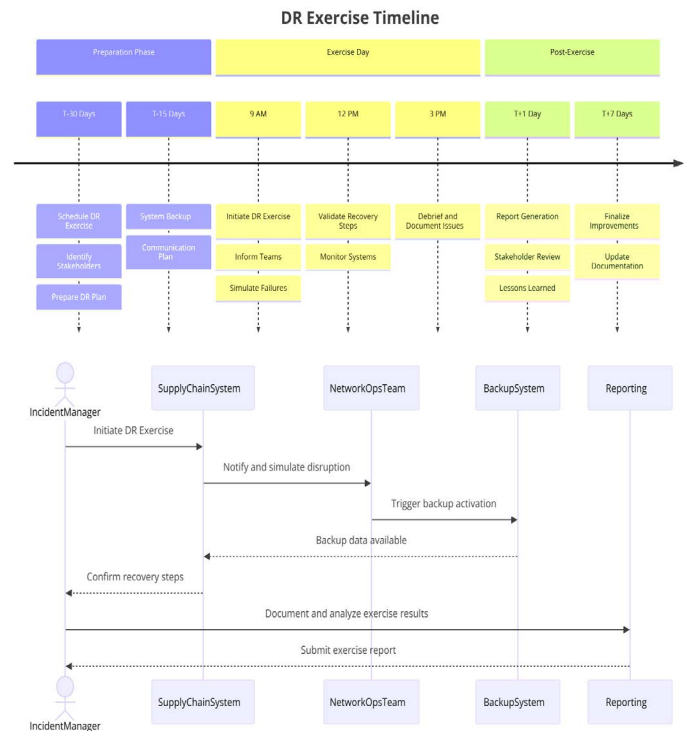 DR Exercise Timeline
Preparation Phase
Exercise Day
Post-Exercise
T-30 Days
T-15 Days
9 AM
12 PM
3 PM
T+1 Day
T+7 Days
Schedule DR
Exercise
Identify
Stakeholders
Prepare DR Plan
System Backup
Communication
Plan
Initiate DR Exercise
Inform Teams
Simulate Failures
Validate Recovery
Steps
Monitor Systems
Debrief and
Document Issues
Report Generation
Stakeholder Review
Lessons Learned
Finalize
Improvements
Update
Documentation
IncidentManager
SupplyChainSystem
NetworkOpsTeam
BackupSystem
Reporting
Initiate DR Exercise
Notify and simulate disruption
Trigger backup activation
Backup data available
Confirm recovery steps
Document and analyze exercise results
Submit exercise report
IncidentManager
SupplyChainSystem
NetworkOpsTeam
BackupSystem
Reporting